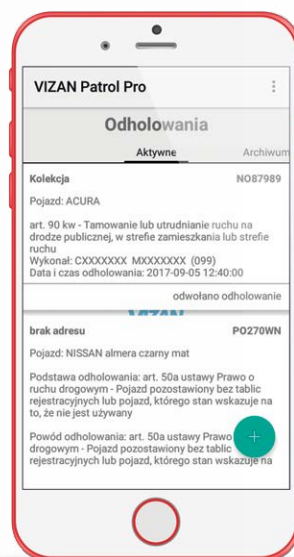 VIZAN Patrol Pro
Odholowania
Aktywne Archiwum
Kolekcja NO87989
Pojazd: ACURA
art. 90 kw - Tamowanie lub utrudnianie ruchu na
drodze publicznej, w strefie zamieszkania lub strefie
ruchu
Wykonał: CXXXXXXX MXXXXXXX (099)
Data i czas odholowania: 2017-09-05 12:40:00
odwołano odholowanie
VIZAN
brak adresu PO270WN
Pojazd: NISSAN almera czarny mat
Podstawa odholowania: art. 50a ustawy Prawo o
ruchu drogowym - Pojazd pozostawiony bez tablic
rejestracyjnych lub pojazd, którego stan wskazuje na
to, że nie jest używany
Powód odholowania: art. 50a ustawy Prawo
ruchu drogowym - Pojazd pozostawiony bez tablic
rejestracyjnych lub pojazd, którego stan wskazuje na